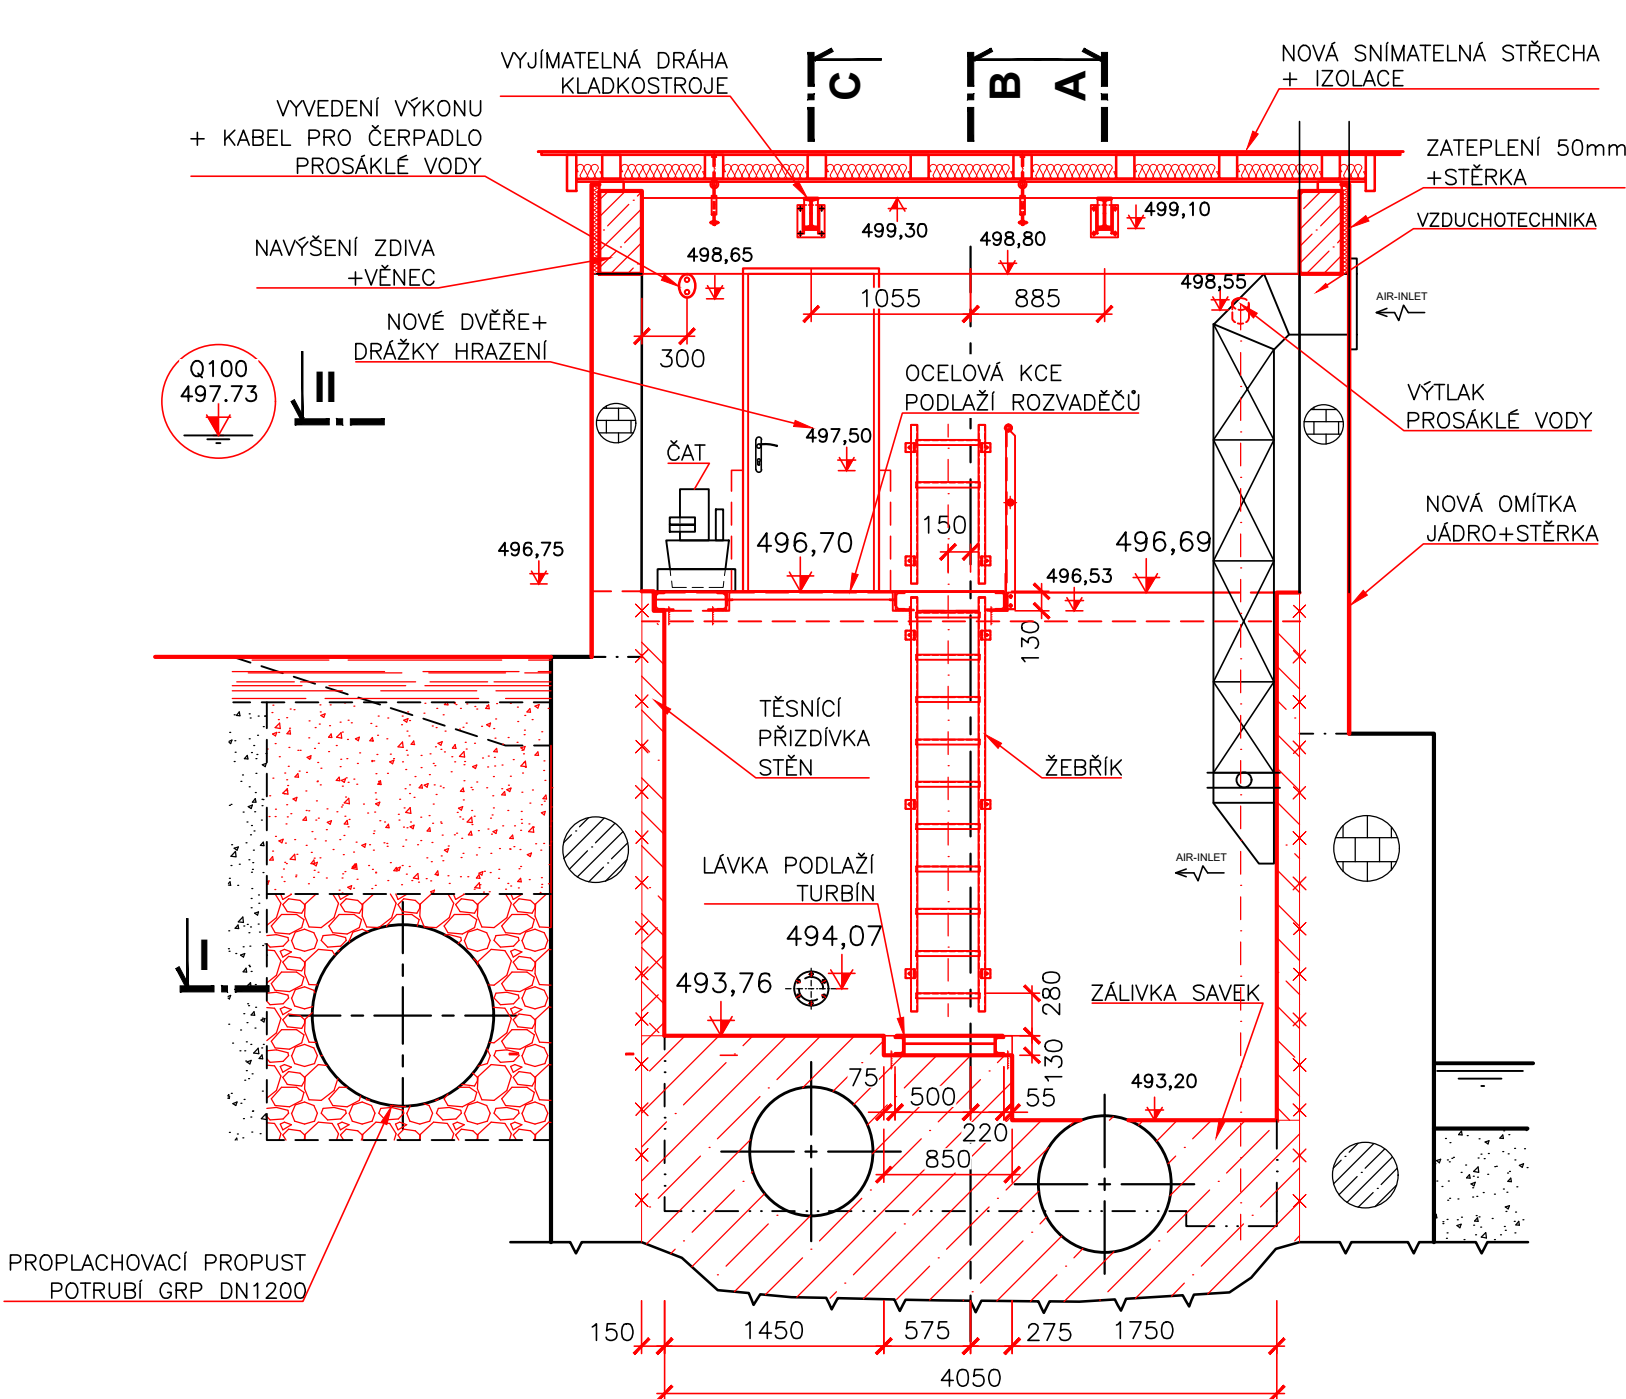 VYJÍMATELNÁ DRÁHA
KLADKOSTROJE
C
B
A
NOVÁ SNÍMATELNÁ STŘECHA
+ IZOLACE
VYVEDENÍ VÝKONU
+ KABEL PRO ČERPADLO
PROSÁKLÉ VODY
ZATEPLENÍ 50mm
+STĚRKA
VZDUCHOTECHNIKA
NAVÝŠENÍ ZDIVA
+VĚNEC
499,30
499,10
498,65
498,80
498,55
1055
885
AIR-INLET
300
NOVÉ DVĚŘE+
DRÁŽKY HRAZENÍ
Q100
497.73
II
OCELOVÁ KCE
PODLAŽÍ ROZVADĚČŮ
VÝTLAK
PROSÁKLÉ VODY
497,50
ČAT
150
496,75
496,70
496,69
496,53
130
NOVÁ OMÍTKA
JÁDRO+STĚRKA
TĚSNÍCÍ
PŘIZDÍVKA
STĚN
ŽEBŘÍK
LÁVKA PODLAŽÍ
TURBÍN
AIR-INLET
494,07
493,76
I
280
ZÁLIVKA SAVEK
130
75
500
55
493,20
220
850
PROPLACHOVACÍ PROPUST
POTRUBÍ GRP DN1200
150
1450
575
275
1750
4050